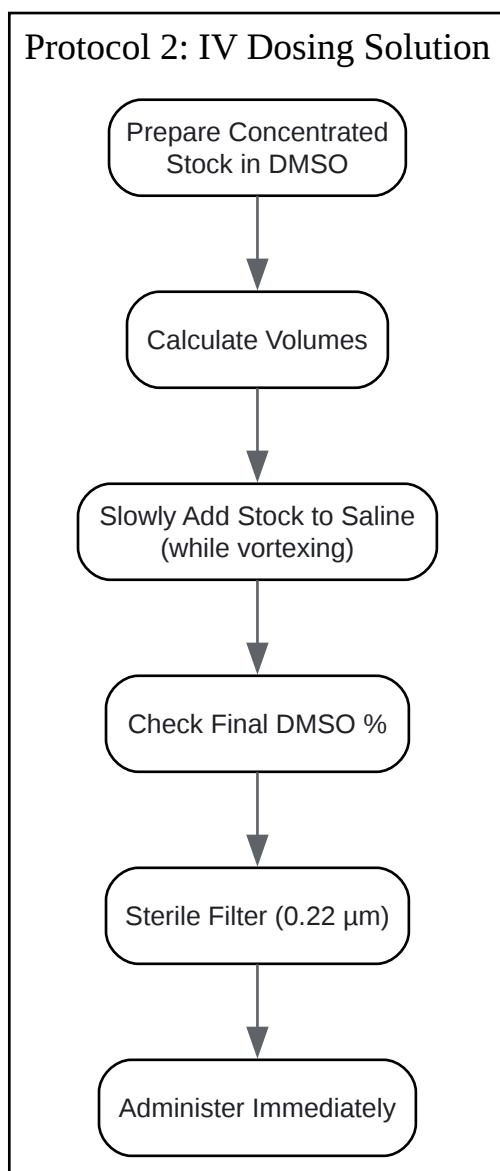 Protocol 2: IV Dosing Solution
Prepare Concentrated
Stock in DMSO
Calculate Volumes
Slowly Add Stock to Saline
(while vortexing)
Check Final DMSO %
Sterile Filter (0.22 µm)
Administer Immediately